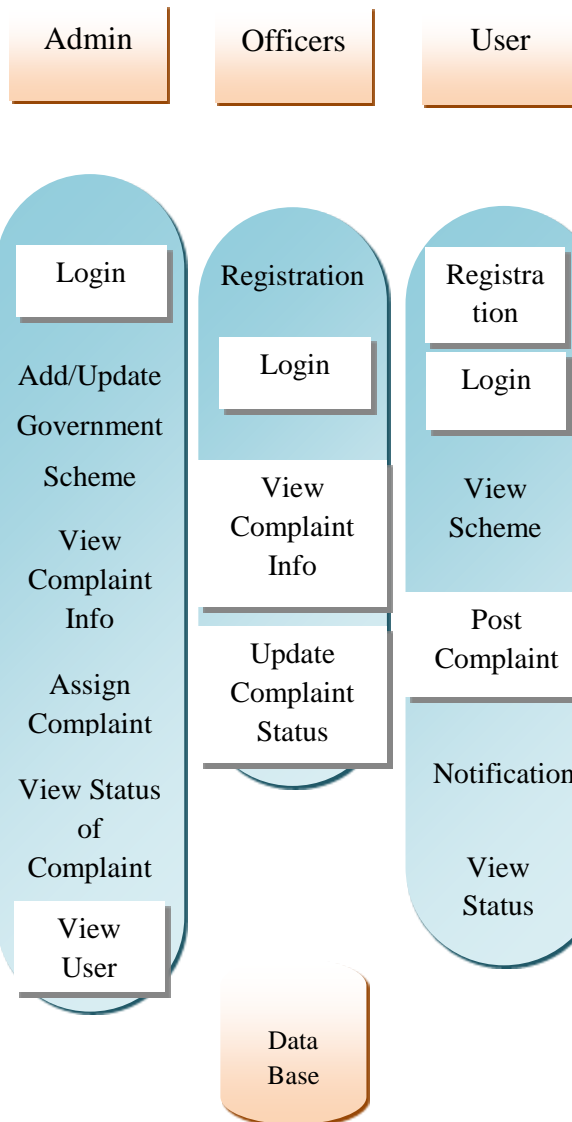 Admin
Officers
User
Login
Add/Update
Government
Scheme
View
Complaint
Info
Assign
Complaint
View Status
of
Complaint
View
User
Registration
Login
View
Complaint
Info
Update
Complaint
Status
Registra
tion
Login
View
Scheme
Post
Complaint
Notification
View
Status
Data
Base